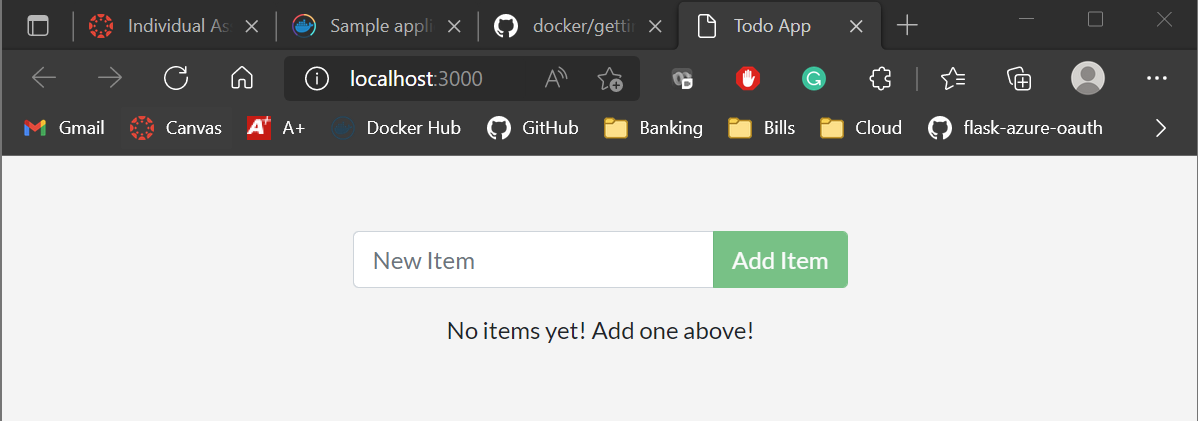 Individual As
Sample appli
docker/gettin
Todo App
localhost:3000
Gmail
Canvas
A+
A+
Docker Hub
GitHub
Banking
Bills
Cloud
flask-azure-oauth
New Item
Add Item
No items yet! Add one above!